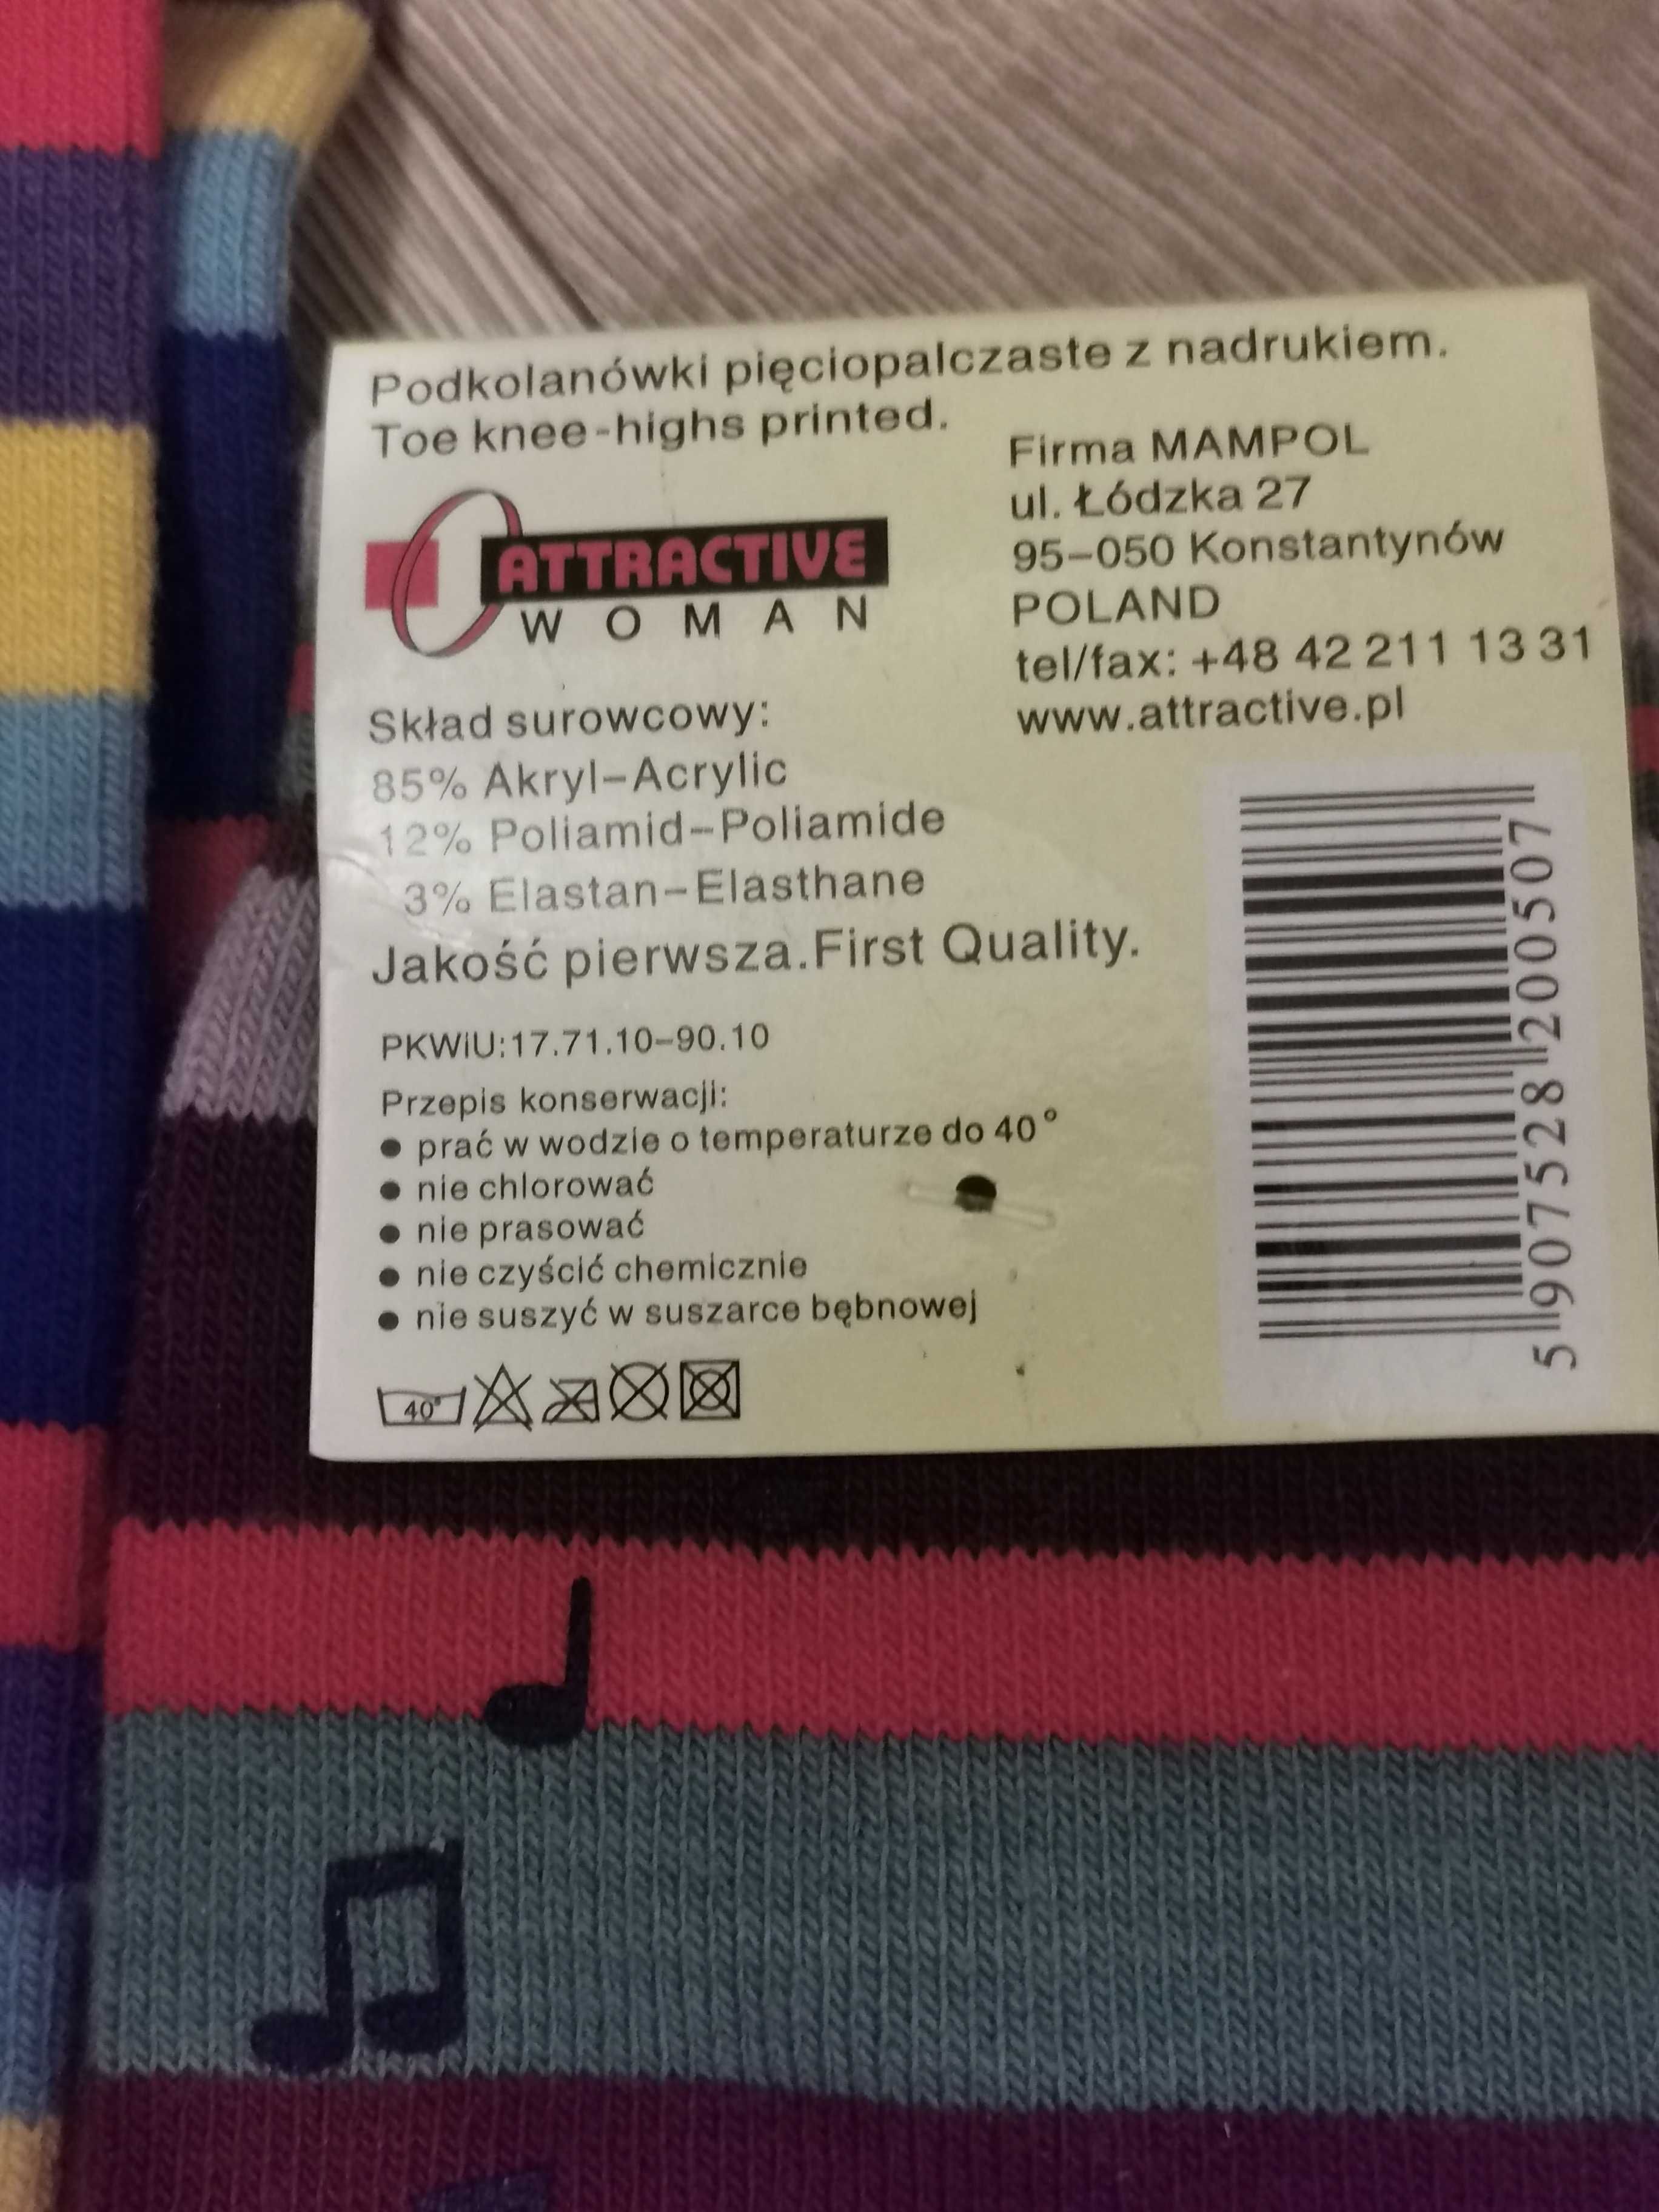 Podkolanówki pięciopalczaste z nadrukiem.
Toe knee-highs printed.
ATTRACTIVE
WOMAN
Firma MAMPOL
ul. Łódzka 27
95-050 Konstantynów
POLAND
tel/fax: +48 42 211 13 31
www.attractive.pl
Skład surowcowy:
85% Akryl-Acrylic
12% Poliamid-Poliamide
3% Elastan-Elasthane
Jakość pierwsza.First Quality.
PKWiU:17.71.10-90.10
Przepis konserwacji:
● prać w wodzie o temperaturze do 40°
● nie chlorować
● nie prasować
● nie czyścić chemicznie
● nie suszyć w suszarce bębnowej
40°
5 907528 200507